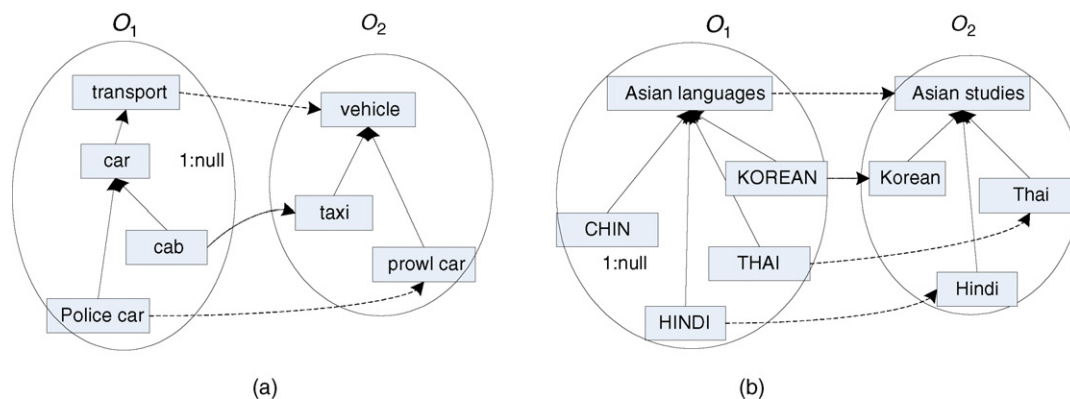 O1
O2
transport
vehicle
car
1:null
taxi
cab
prowl car
Police car
(a)
O1
O2
Asian languages
Asian studies
KOREAN
Korean
Thai
CHIN
1:null
THAI
Hindi
HINDI
(b)